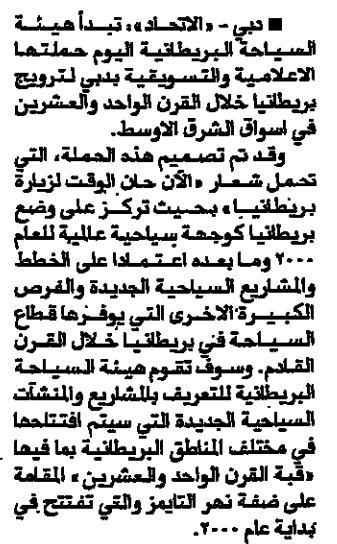 ■ دبي - «الاتحاد»: تبدأ هيئة
السياحة البريطانية اليوم حملتها
الاعلامية والتسويقية بدبي لترويج
بريطانيا خلال القرن الواحد والعشرين
في اسواق الشرق الاوسط.
وقد تم تصميم هذه الحملة، التي
تحمل شعار «الآن حان الوقت لزيارة
بريطانيا» بحيث تركز على وضع
بريطانيا كوجهة سياحية عالمية للعام
٢٠٠٠ وما بعده اعتمادا على الخطط
والمشاريع السياحية الجديدة والفرص
الكبيرة الاخرى التي يوفرها قطاع
السياحة في بريطانيا خلال القرن
القادم. وسوف تقوم هيئة السياحة
البريطانية للتعريف بالمشاريع والمنشآت
السياحية الجديدة التي سيتم افتتاحها
في مختلف المناطق البريطانية بما فيها
«قبة القرن الواحد والعشرين» المقامة
على ضفة نهر التايمز والتي تفتتح في
بداية عام ٢٠٠٠.